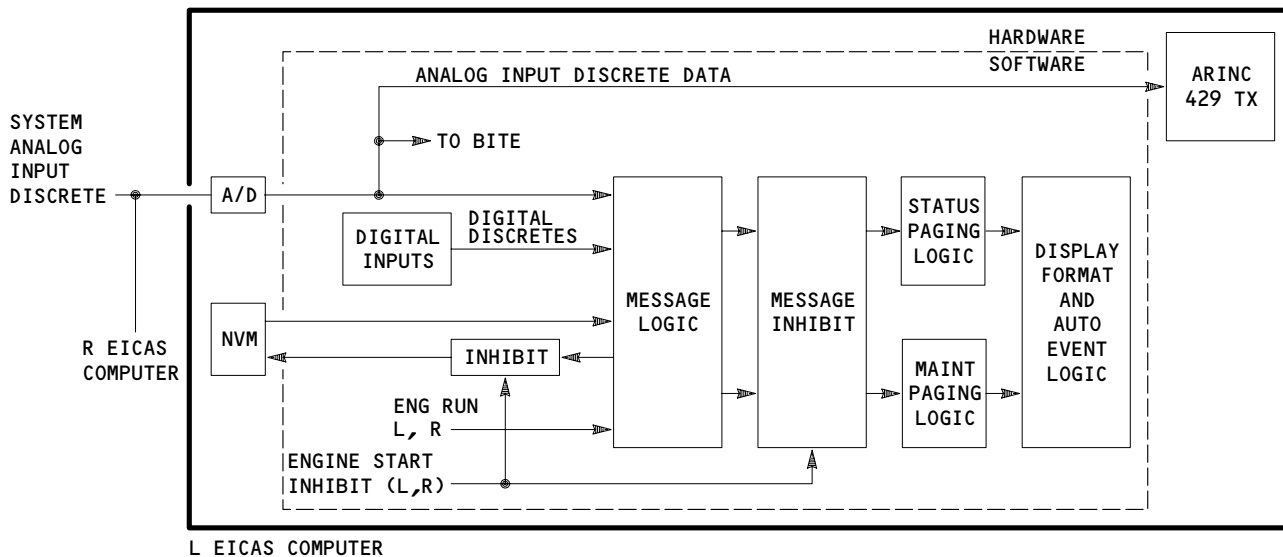 HARDWARE
SOFTWARE
ANALOG INPUT DISCRETE DATA
ARINC
429 TX
SYSTEM
ANALOG
INPUT
DISCRETE
TO BITE
A/D
DIGITAL
INPUTS
DIGITAL
DISCRETES
STATUS
PAGING
LOGIC
DISPLAY
FORMAT
AND
AUTO
EVENT
LOGIC
MESSAGE
LOGIC
MESSAGE
INHIBIT
NVM
R EICAS
COMPUTER
INHIBIT
MAINT
PAGING
LOGIC
ENG RUN
L, R
ENGINE START
INHIBIT (L,R)
L EICAS COMPUTER